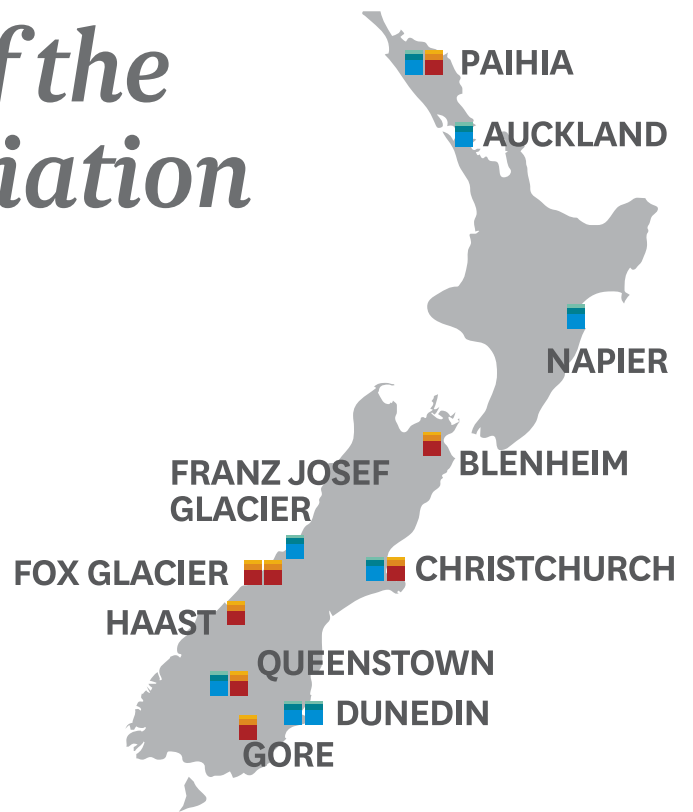 f the
iation
PAIHIA
AUCKLAND
NAPIER
BLENHEIM
FRANZ JOSEF
GLACIER
FOX GLACIER
CHRISTCHURCH
HAAST
QUEENSTOWN
DUNEDIN
GORE